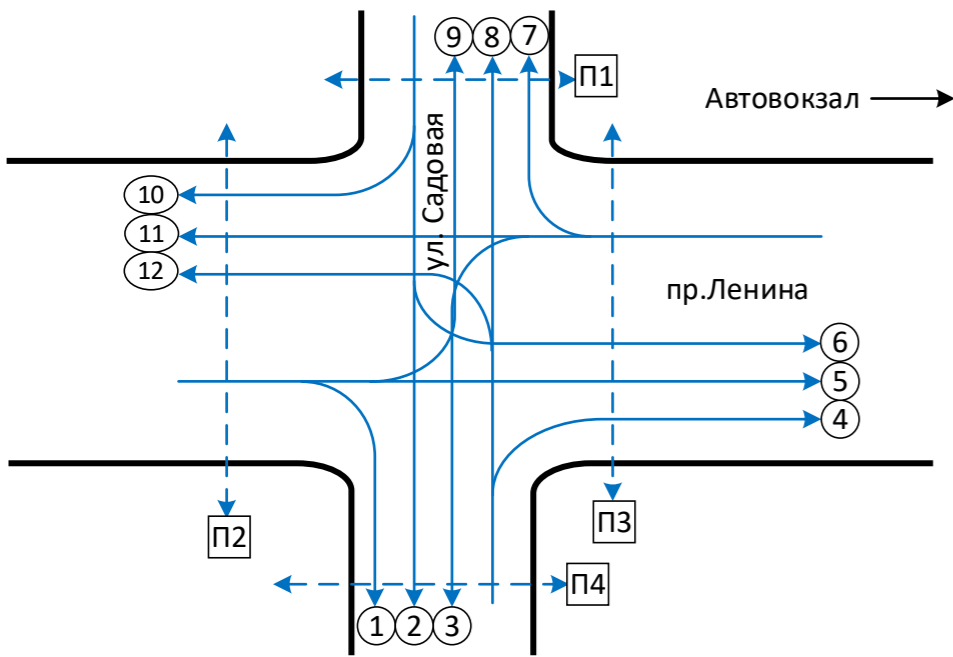 9 8 7
П1
Автовокзал
ул. Садовая
10
11
12
пр.Ленина
6
5
4
П2
П3
П4
1 2 3